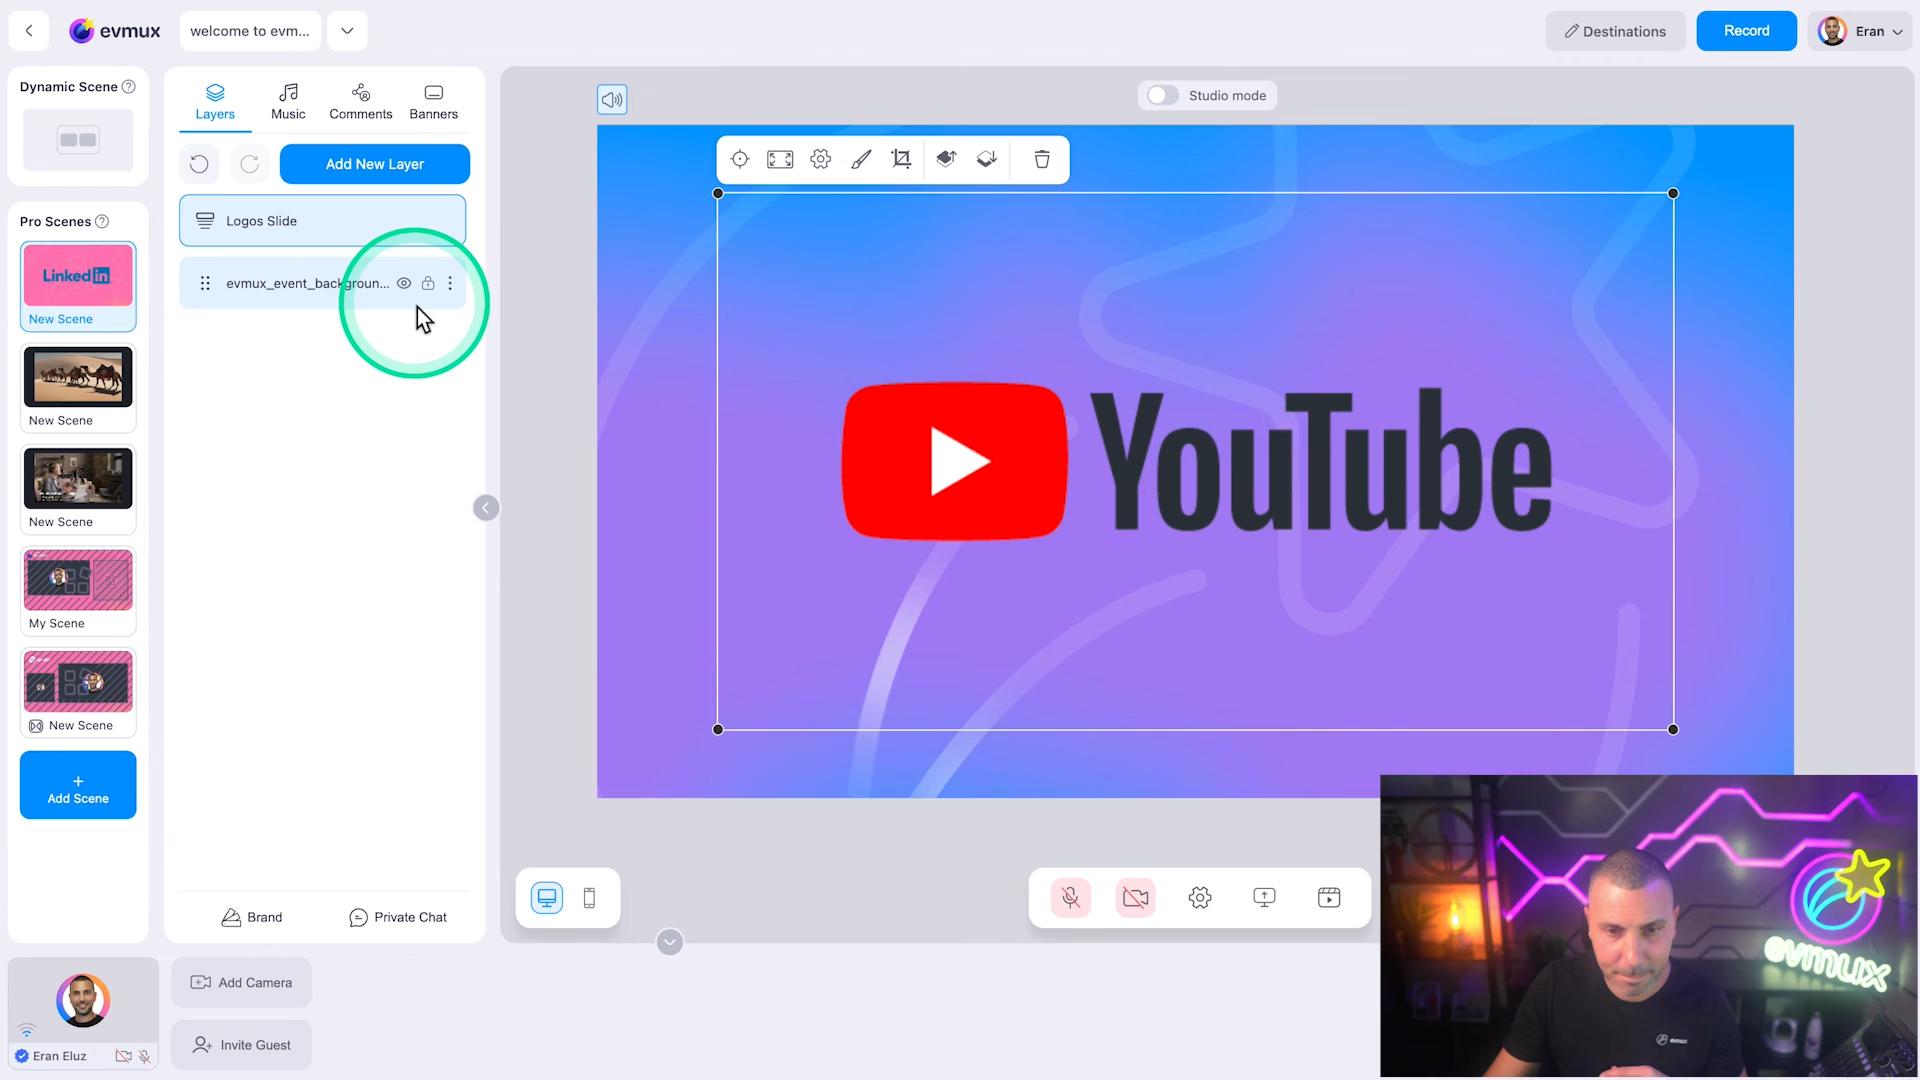 evmux
welcome to evm...
Destinations
Record
Eran
Dynamic Scene
Layers
Music
Comments
Banners
Studio mode
Add New Layer
Pro Scenes
Logos Slide
LinkedIn
New Scene
evmux_event_backgroun...
YouTube
New Scene
New Scene
My Scene
New Scene
+
Add Scene
Brand
Private Chat
Add Camera
Invite Guest
Eran Eluz
evmux
evmux